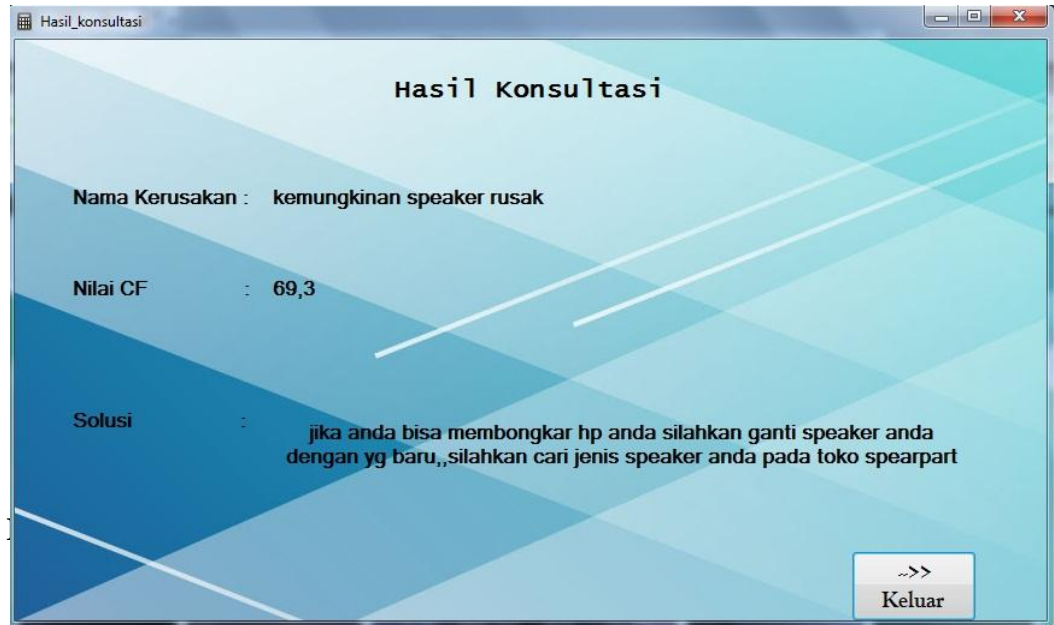 Hasil_konsultasi
Hasil Konsultasi
Nama Kerusakan : kemungkinan speaker rusak
Nilai CF : 69,3
Solusi :
jika anda bisa membongkar hp anda silahkan ganti speaker anda
dengan yg baru,,silahkan cari jenis speaker anda pada toko spearpart
~>>
Keluar